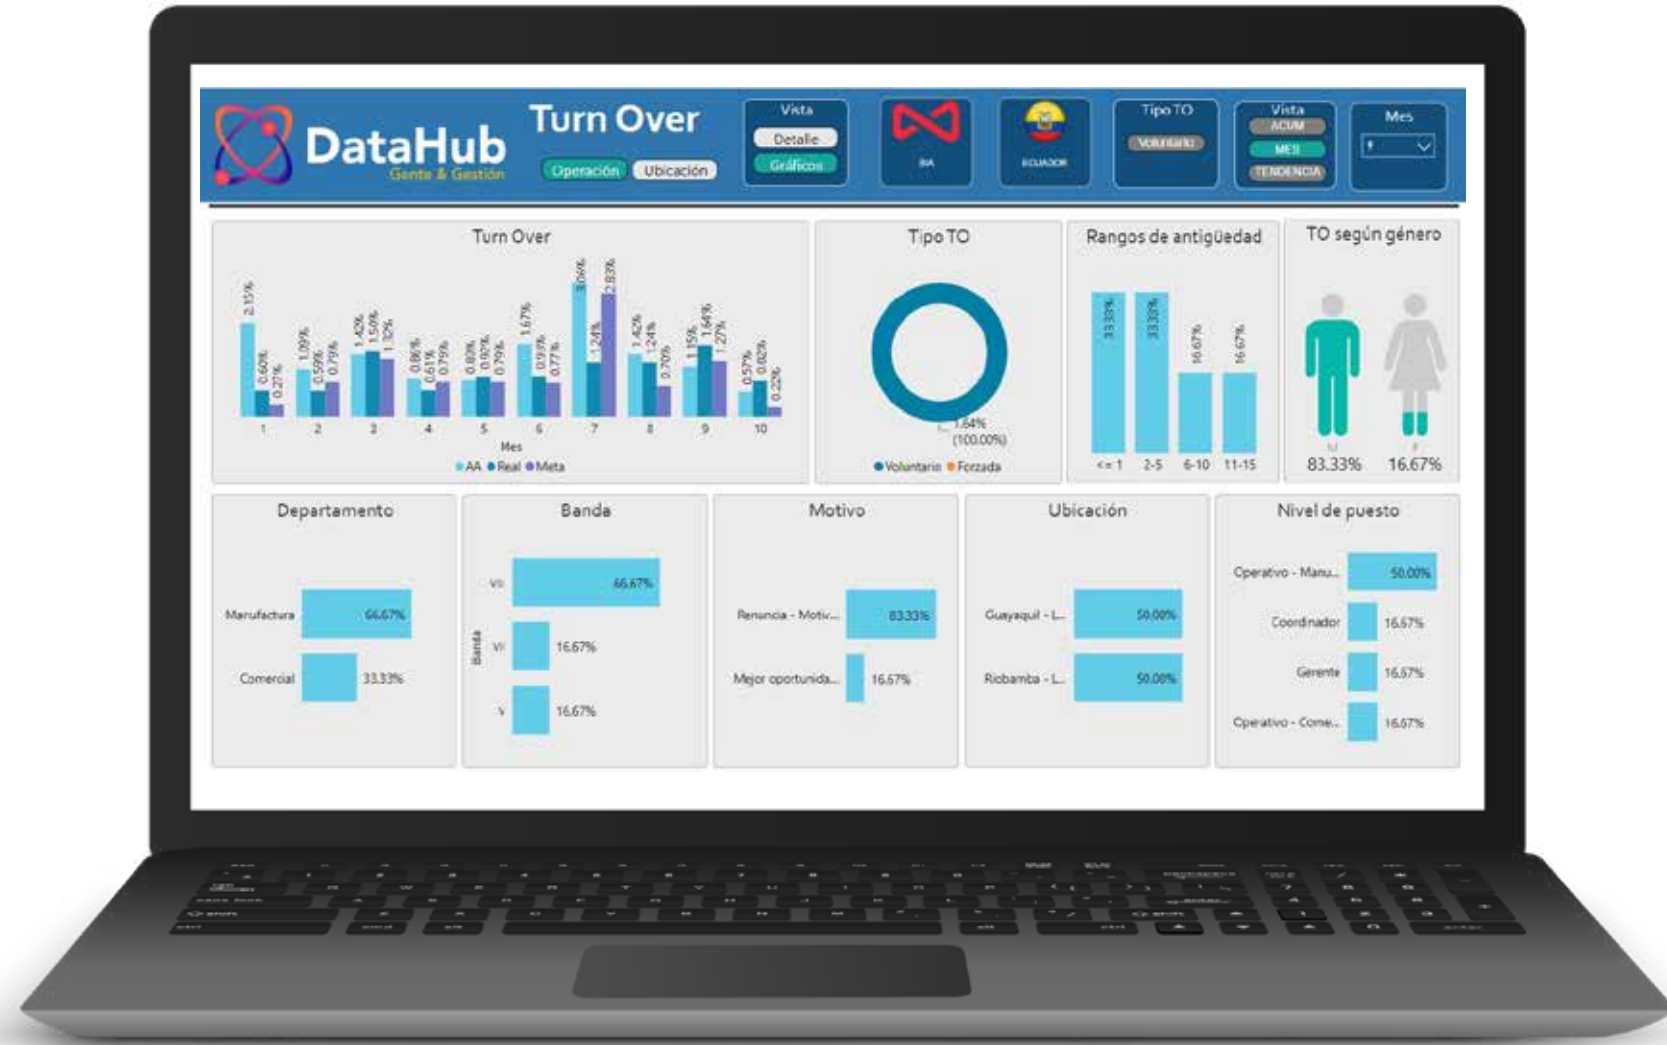 DataHub
Gente & Gestión
Turn Over
Operación
Ubicación
Vista
Detalle
Gráficos
BIA
ECUADOR
Tipo TO
Voluntario
Vista
ACUM
MES
TENDENCIA
Mes
9
Turn Over
2.15% 0.60% 0.27%
1.09% 0.59% 0.79%
1.42% 1.50% 1.32%
0.86% 0.61% 0.79%
0.83% 0.92% 0.79%
1.67% 0.93% 0.77%
3.06% 1.24% 2.83%
1.42% 1.24% 0.70%
1.15% 1.64% 1.27%
0.57% 0.82% 0.22%
1 2 3 4 5 6 7 8 9 10
Mes
AA Real Meta
Tipo TO
1.64%
(100.00%)
Voluntario Forzada
Rangos de antigüedad
33.33% 33.33% 16.67% 16.67%
<= 1 2-5 6-10 11-15
TO según género
M F
83.33% 16.67%
Departamento
Manufactura 66.67%
Comercial 33.33%
Banda
Banda
66.67%
16.67%
V 16.67%
Motivo
Renuncia - Motiv... 83.33%
Mejor oportunida... 16.67%
Ubicación
Guayaquil - L... 50.00%
Riobamba - L... 50.00%
Nivel de puesto
Operativo - Manu... 50.00%
Coordinador 16.67%
Gerente 16.67%
Operativo - Come... 16.67%